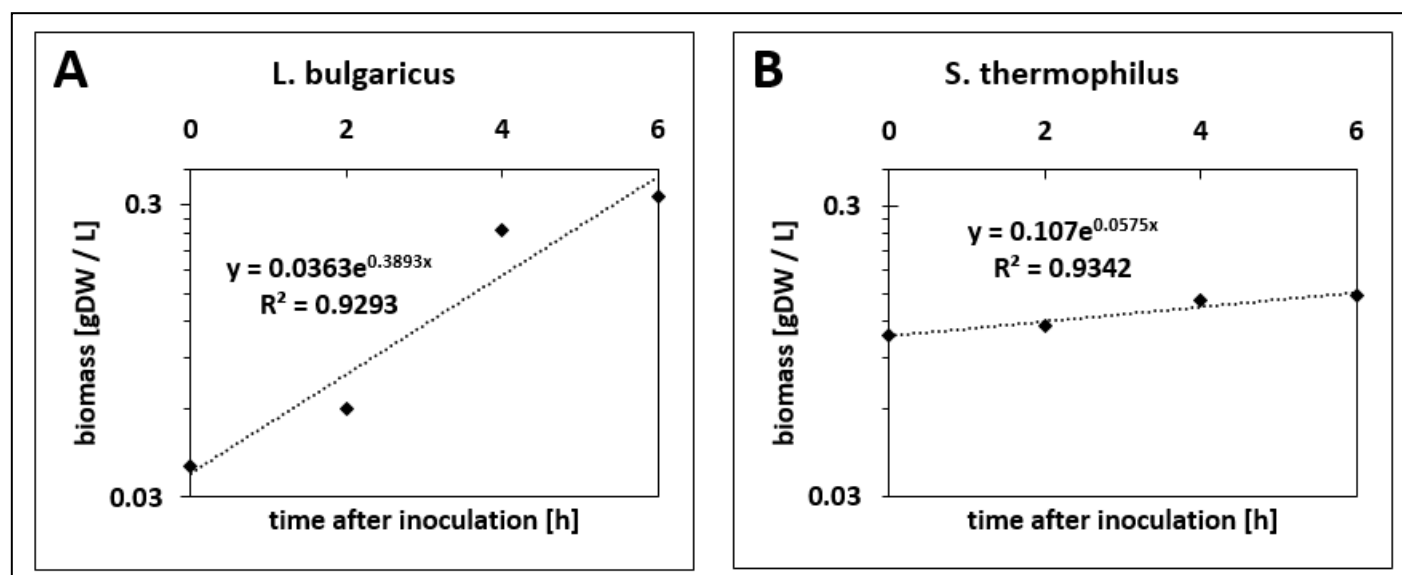 A
L. bulgaricus
0 2 4 6
0.3
y = 0.0363e^0.3893x
R² = 0.9293
biomass [gDW / L]
0.03
time after inoculation [h]
B
S. thermophilus
0 2 4 6
0.3
y = 0.107e^0.0575x
R² = 0.9342
biomass [gDW / L]
0.03
time after inoculation [h]